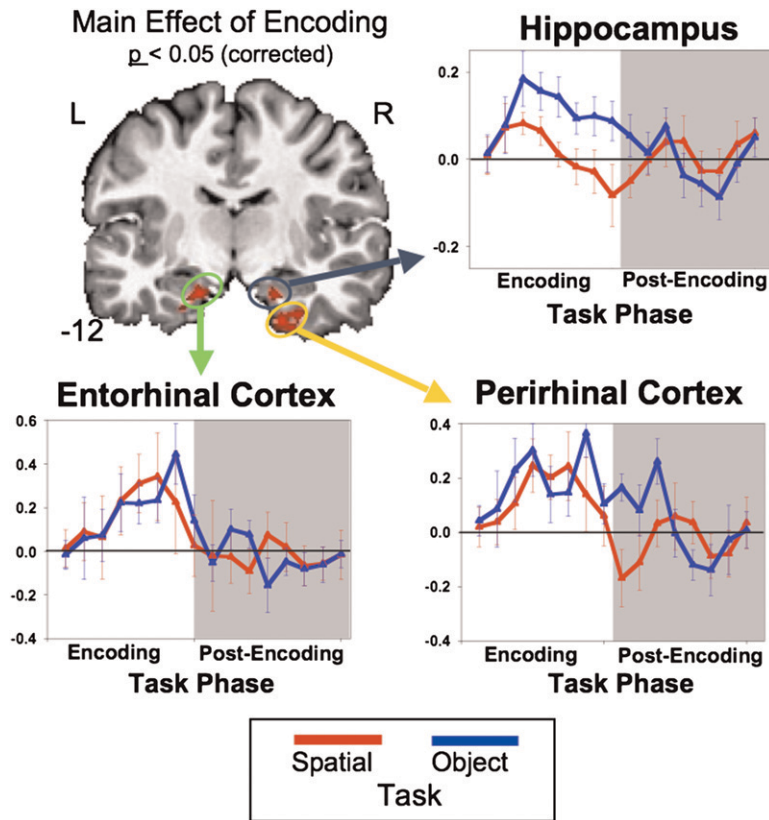 Main Effect of Encoding
p < 0.05 (corrected)
L
R
-12
Hippocampus
0.2
0.0
-0.2
Encoding
Post-Encoding
Task Phase
Entorhinal Cortex
0.6
0.4
0.2
0.0
-0.2
-0.4
Encoding
Post-Encoding
Task Phase
Perirhinal Cortex
0.4
0.2
0.0
-0.2
-0.4
Encoding
Post-Encoding
Task Phase
Spatial
Object
Task